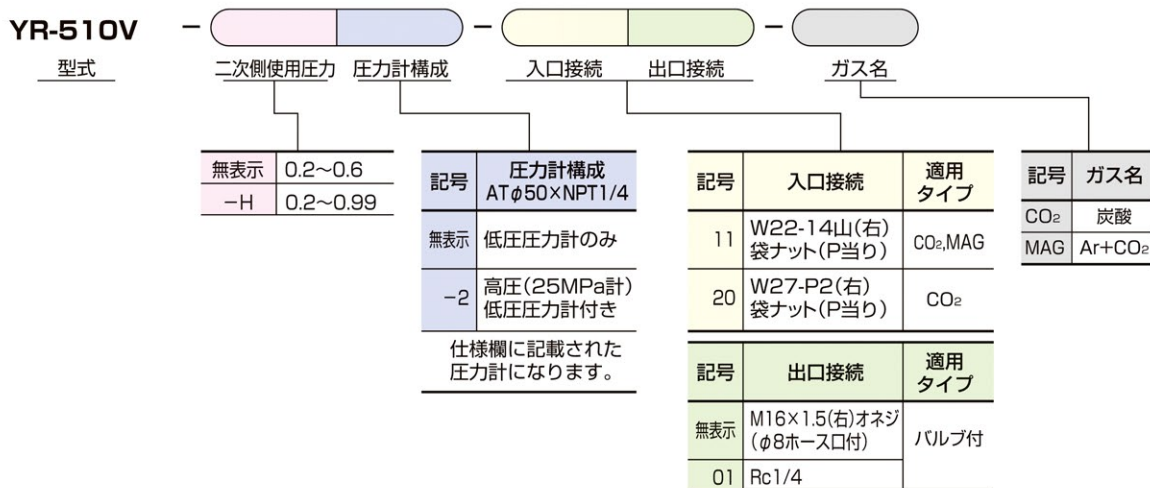 YR-510V - - -
型式 二次側使用圧力 圧力計構成 入口接続 出口接続 ガス名
無表示 0.2~0.6
-H 0.2~0.99
記号 圧力計構成
ATφ50×NPT1/4
無表示 低圧圧力計のみ
-2 高圧(25MPa計)
低圧圧力計付き
仕様欄に記載された
圧力計になります。
記号 入口接続 適用
タイプ
11 W22-14山(右)
袋ナット(P当り) CO₂,MAG
20 W27-P2(右)
袋ナット(P当り) CO₂
記号 出口接続 適用
タイプ
無表示 M16×1.5(右)オネジ
(φ8ホース口付) バルブ付
01 Rc1/4
記号 ガス名
CO₂ 炭酸
MAG Ar+CO₂